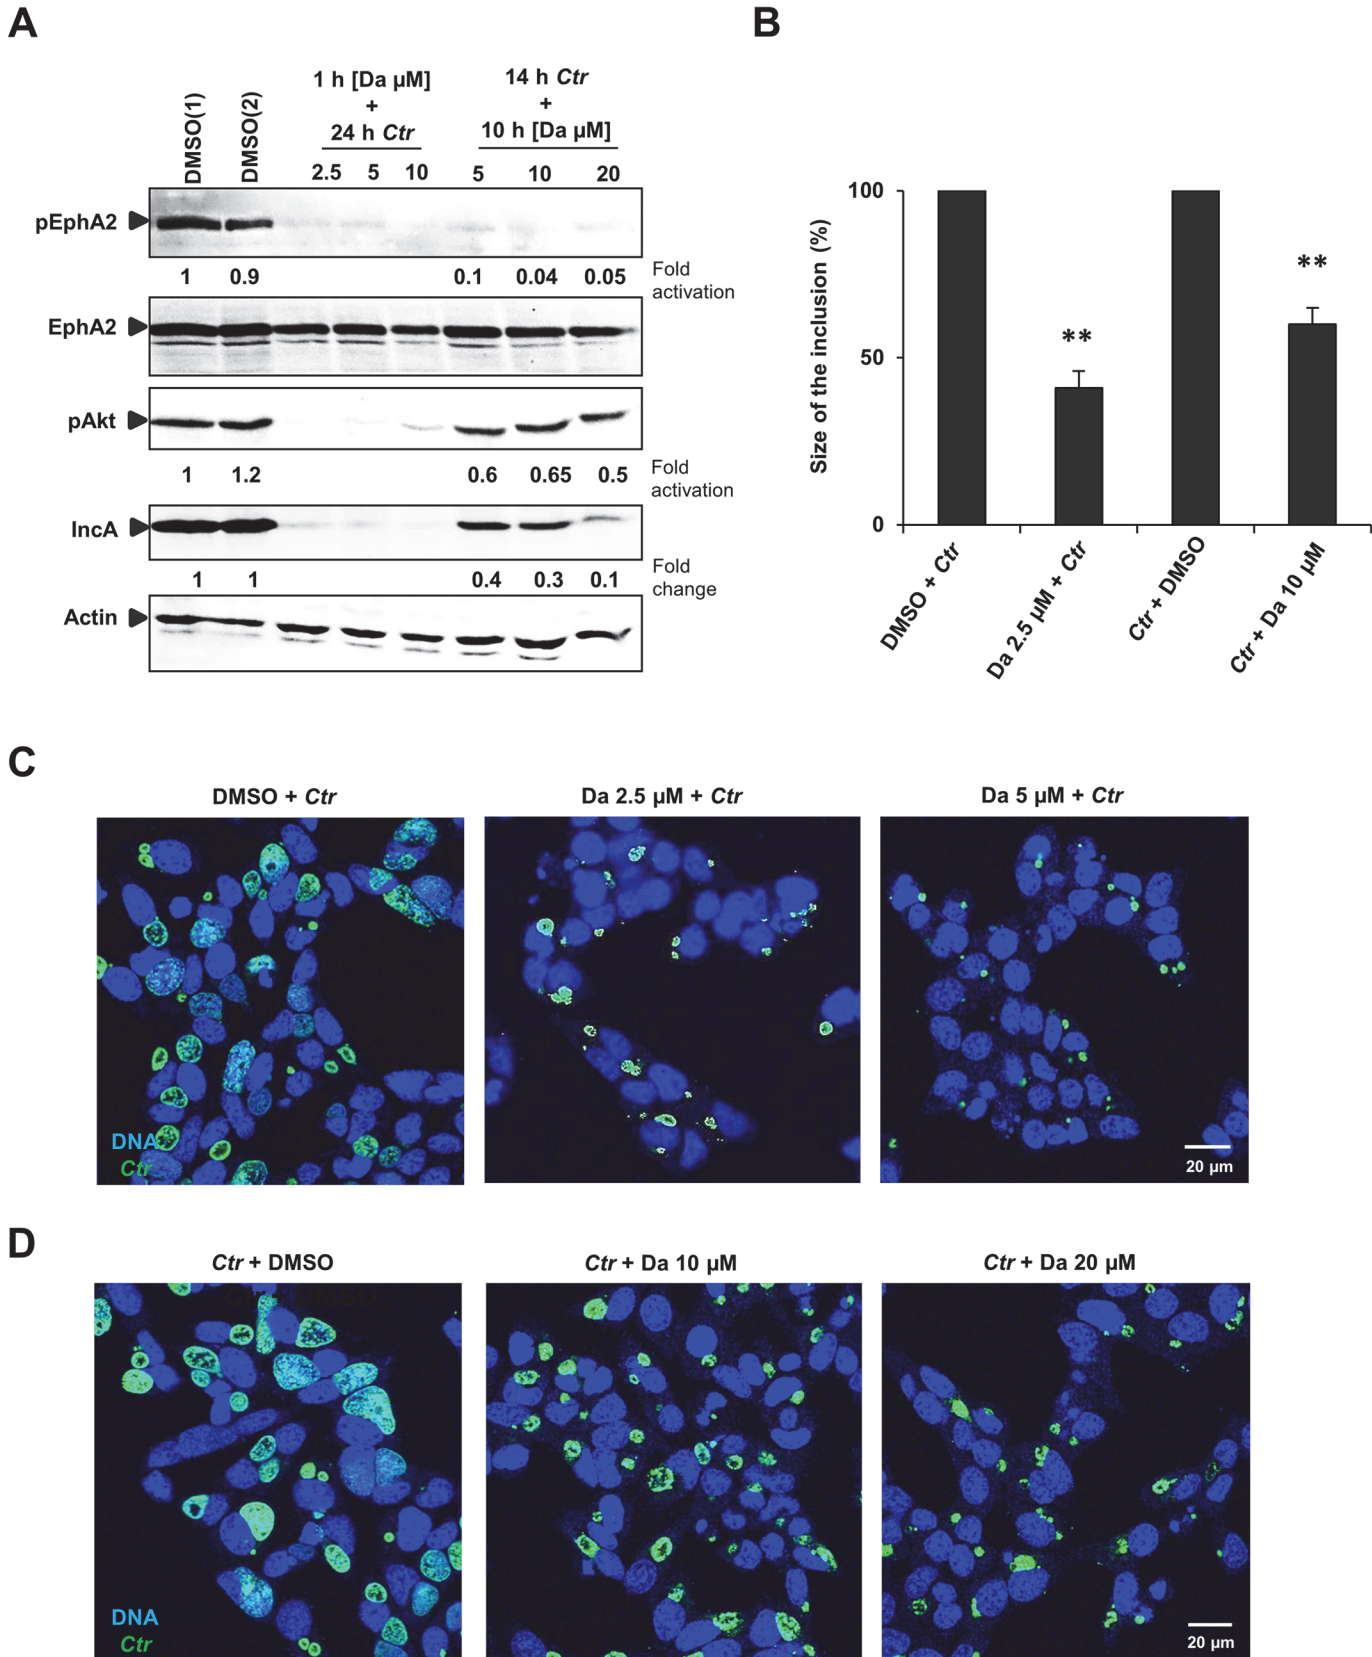 A
DMSO(1)
DMSO(2)
1 h [Da µM]
+
24 h Ctr
14 h Ctr
+
10 h [Da µM]
2.5 5 10 5 10 20
pEphA2
1 0.9 0.1 0.04 0.05
Fold
activation
EphA2
pAkt
1 1.2 0.6 0.65 0.5
Fold
activation
IncA
1 1 0.4 0.3 0.1
Fold
change
Actin
B
Size of the inclusion (%)
100
50
0
**
**
DMSO + Ctr
Da 2.5 µM + Ctr
Ctr + DMSO
Ctr + Da 10 µM
C
DMSO + Ctr
Da 2.5 µM + Ctr
Da 5 µM + Ctr
DNA
Ctr
20 µm
D
Ctr + DMSO
Ctr + Da 10 µM
Ctr + Da 20 µM
DNA
Ctr
20 µm